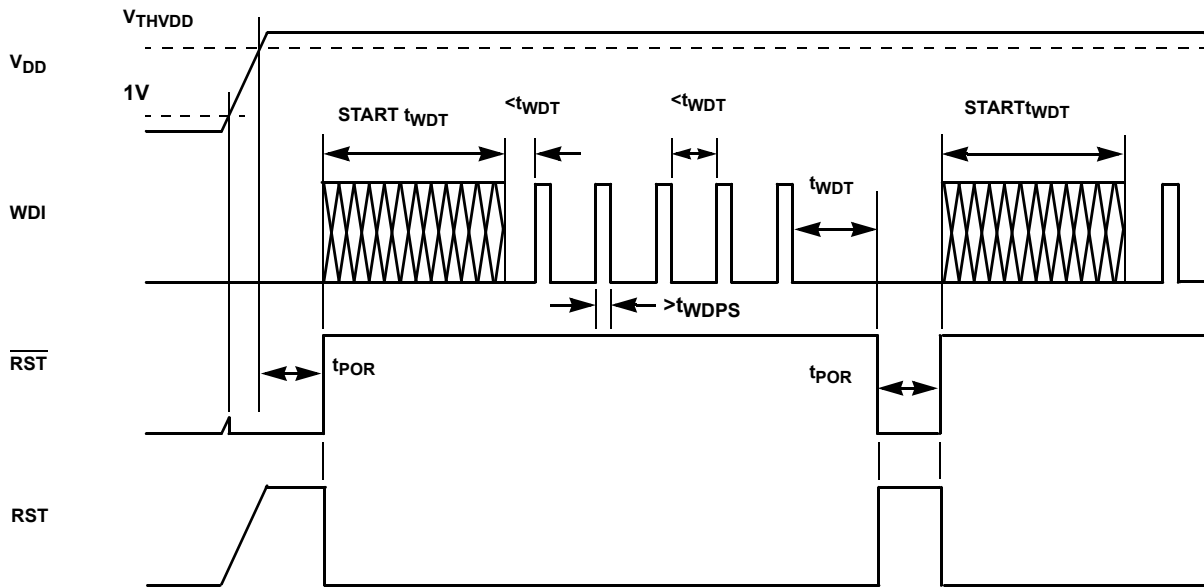 VTHVDD
VDD
1V
START tWDT
<tWDT
<tWDT
STARTtWDT
tWDT
WDI
>tWDPS
RST
tPOR
tPOR
RST